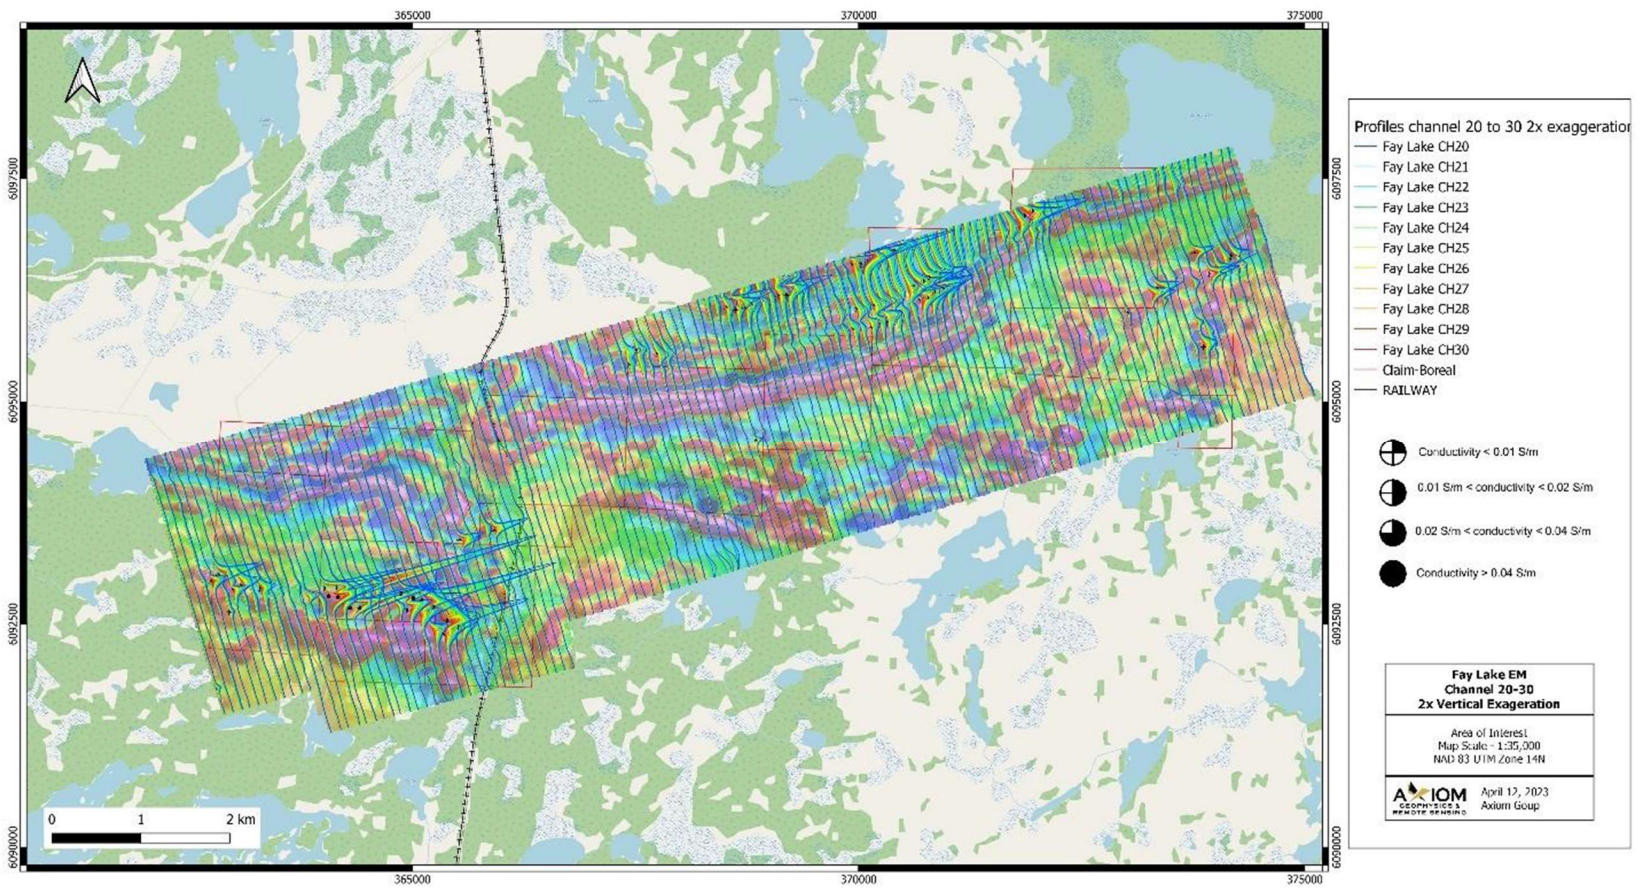 365000
370000
375000
6097500
6097500
6095000
6095000
6092500
6092500
6090000
6090000
0 1 2 km
365000
370000
375000
Profiles channel 20 to 30 2x exaggeration
Fay Lake CH20
Fay Lake CH21
Fay Lake CH22
Fay Lake CH23
Fay Lake CH24
Fay Lake CH25
Fay Lake CH26
Fay Lake CH27
Fay Lake CH28
Fay Lake CH29
Fay Lake CH30
Claim-Boreal
RAILWAY
Conductivity < 0.01 S/m
0.01 S/m < conductivity < 0.02 S/m
0.02 S/m < conductivity < 0.04 S/m
Conductivity > 0.04 S/m
Fay Lake EM
Channel 20-30
2x Vertical Exageration
Area of Interest
Map Scale - 1:35,000
NAD 83 UTM Zone 14N
AXIOM
GEOPHYSICS &
REMOTE SENSING
April 12, 2023
Axiom Goup